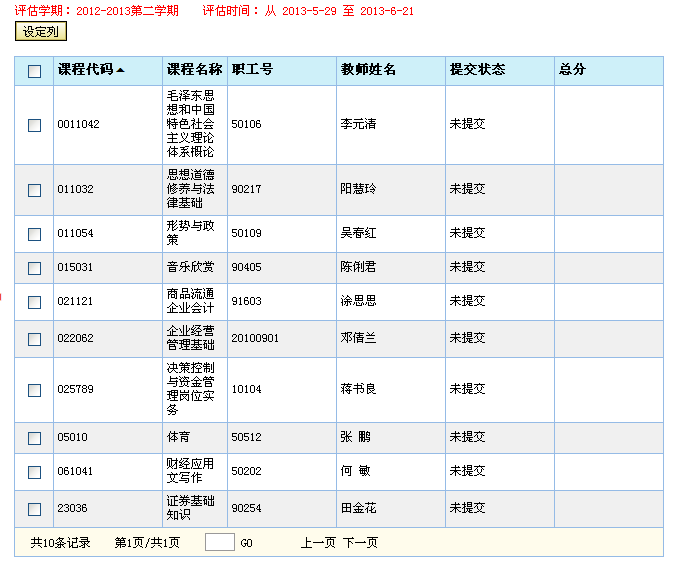 评估学期：2012-2013第二学期 评估时间：从 2013-5-29 至 2013-6-21
设定列
课程代码 课程名称 职工号 教师姓名 提交状态 总分
毛泽东思
想和中国
0011042 特色社会 50106 李元清 未提交
主义理论
体系概论
思想道德
011032 修养与法 90217 阳慧玲 未提交
律基础
011054 形势与政 50109 吴春红 未提交
策
015031 音乐欣赏 90405 陈俐君 未提交
021121 商品流通 91603 涂思思 未提交
企业会计
022062 企业经营 20100901 邓倩兰 未提交
管理基础
决策控制
025789 与资金管 10104 蒋书良 未提交
理岗位实
务
05010 体育 50512 张 鹏 未提交
061041 财经应用 50202 何 敏 未提交
文写作
23036 证券基础 90254 田金花 未提交
知识
共10条记录 第1页/共1页 GO 上一页 下一页